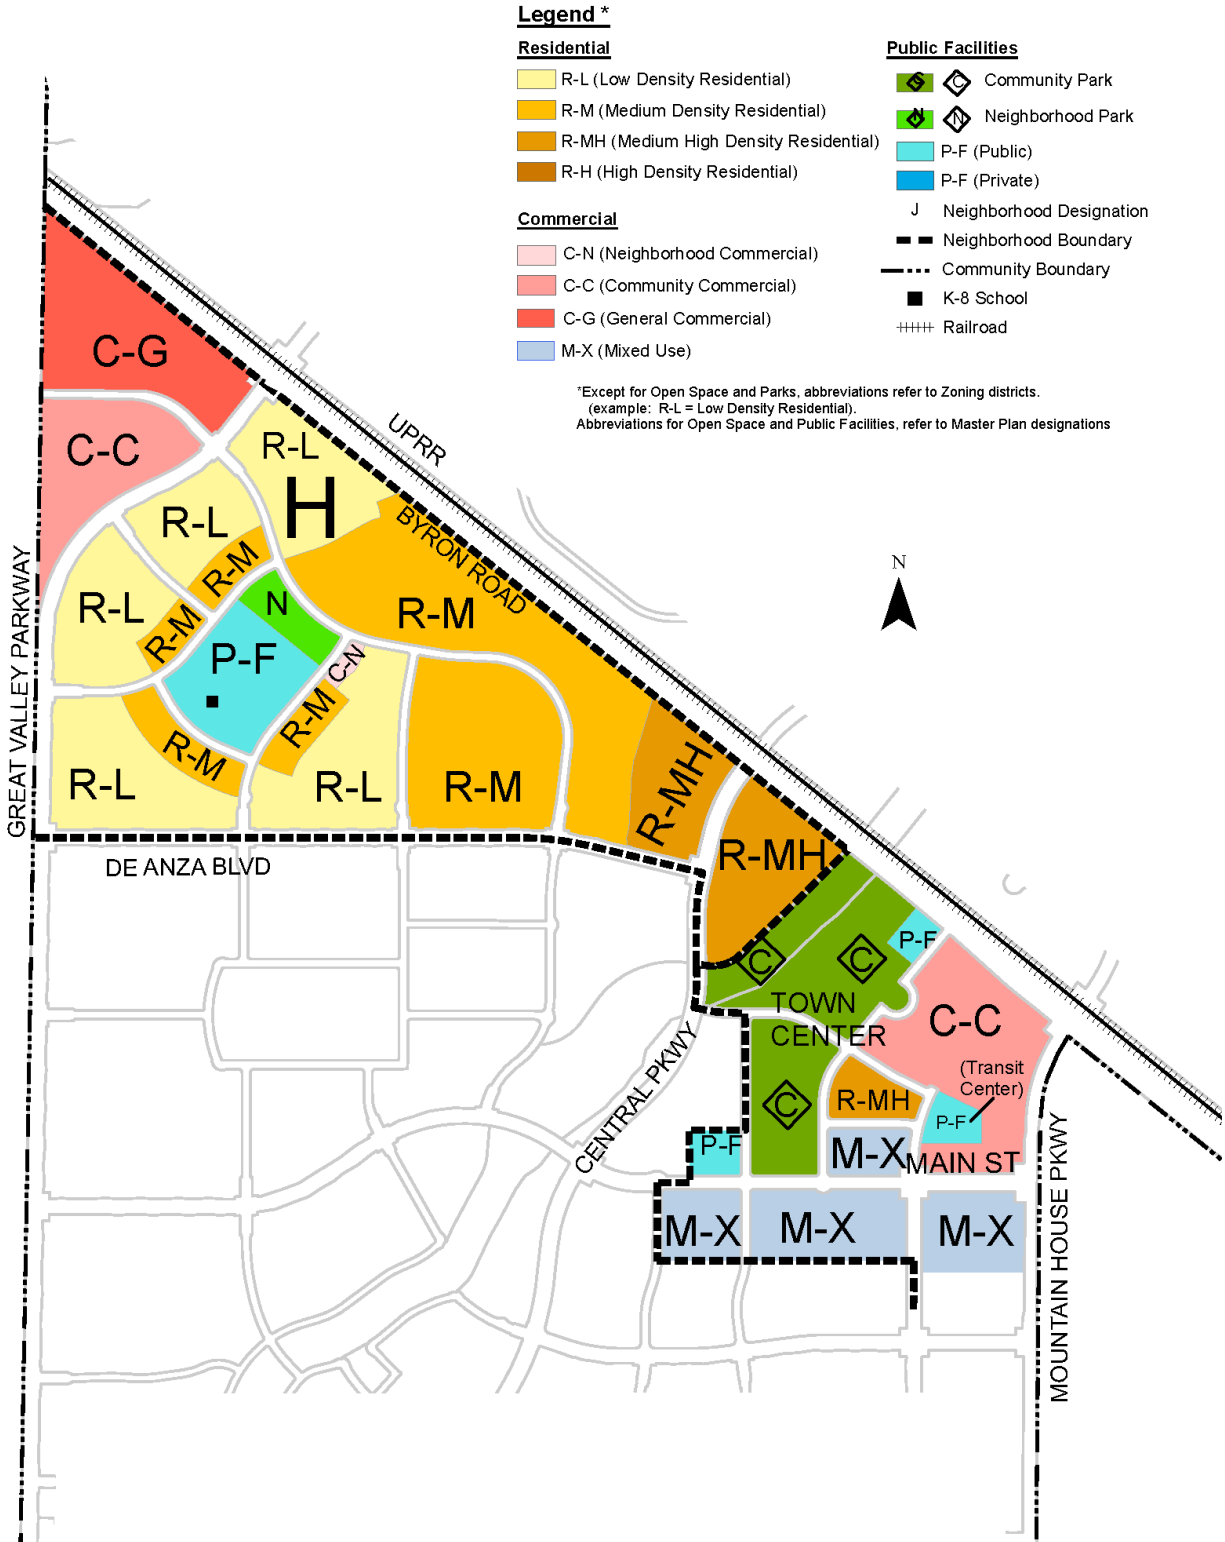 Legend *
Residential
R-L (Low Density Residential)
R-M (Medium Density Residential)
R-MH (Medium High Density Residential)
R-H (High Density Residential)
Commercial
C-N (Neighborhood Commercial)
C-C (Community Commercial)
C-G (General Commercial)
M-X (Mixed Use)
Public Facilities
C Community Park
N N Neighborhood Park
P-F (Public)
P-F (Private)
J Neighborhood Designation
Neighborhood Boundary
Community Boundary
K-8 School
Railroad
*Except for Open Space and Parks, abbreviations refer to Zoning districts.
(example: R-L = Low Density Residential).
Abbreviations for Open Space and Public Facilities, refer to Master Plan designations
C-G
C-C
R-L
H
UPRR
BYRON ROAD
R-L
R-M
R-L
R-M
N
P-F
C-N
R-M
R-M
R-M
R-L
R-L
R-M
R-MH
R-MH
GREAT VALLEY PARKWAY
DE ANZA BLVD
N
C
C
P-F
TOWN
CENTER
C-C
(Transit
Center)
R-MH
P-F
C
CENTRAL PKWY
P-F
M-X
MAIN ST
M-X
M-X
M-X
MOUNTAIN HOUSE PKWY